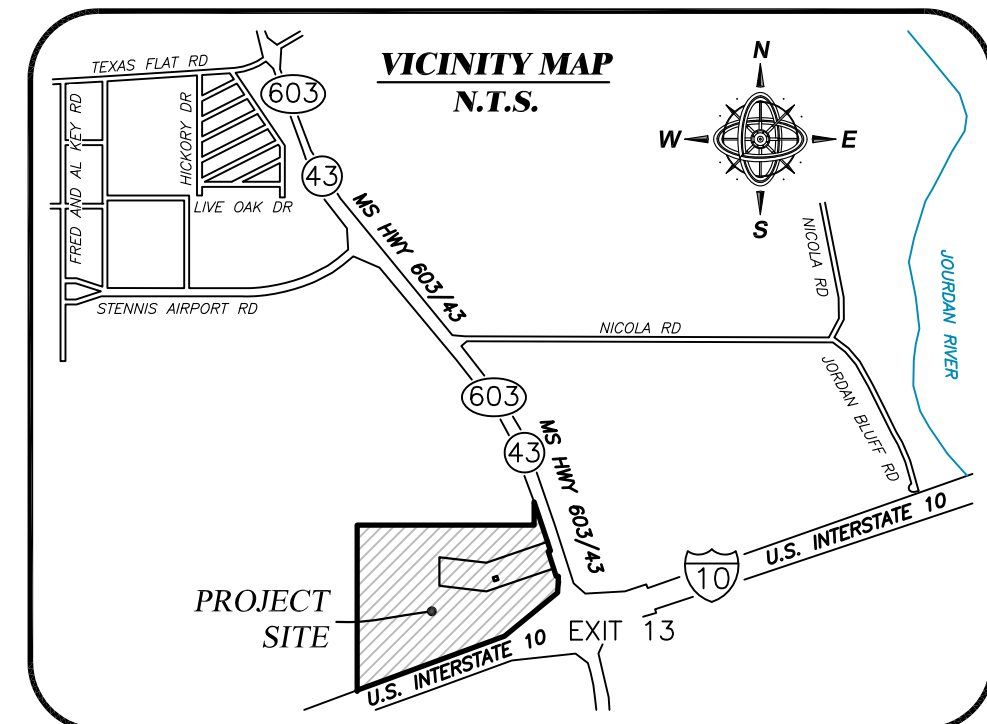 VICINITY MAP
N.T.S.
N
W
E
S
TEXAS FLAT RD
603
FRED AND AL KEY RD
HICKORY DR
43
LIVE OAK DR
MS HWY 603/43
STENNIS AIRPORT RD
NICOLA RD
NICOLA RD
JOURDAN RIVER
JORDAN BLUFF RD
603
43
MS HWY 603/43
U.S. INTERSTATE 10
10
PROJECT
SITE
EXIT 13
U.S. INTERSTATE 10